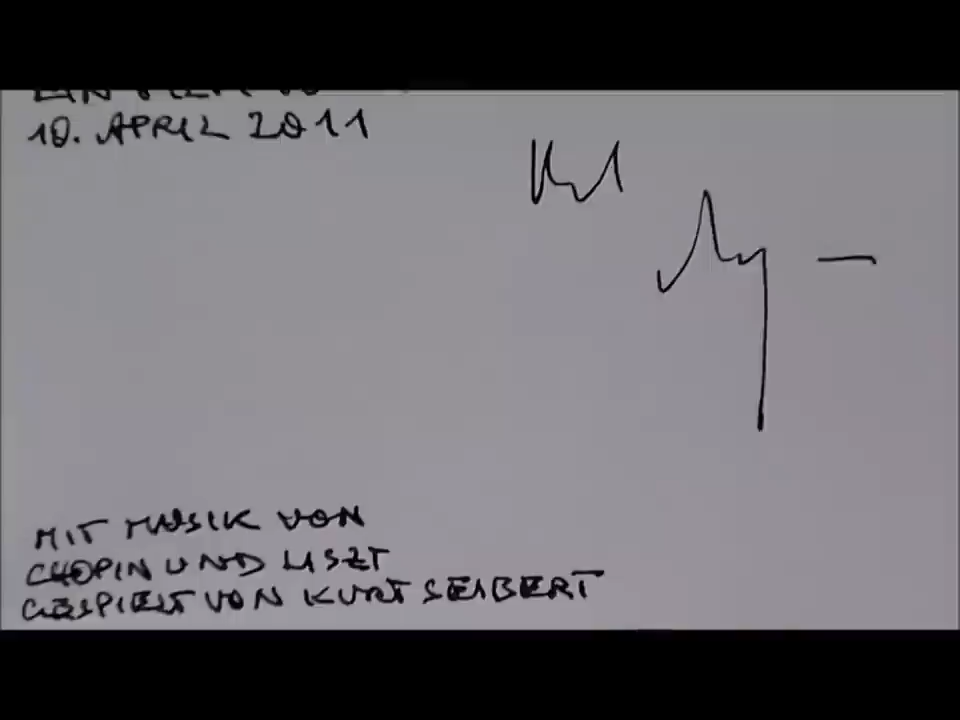 10. APRIL 2011
MIT MUSIK VON
CHOPIN UND LISZT
GESPIELT VON KURT SEIBERT